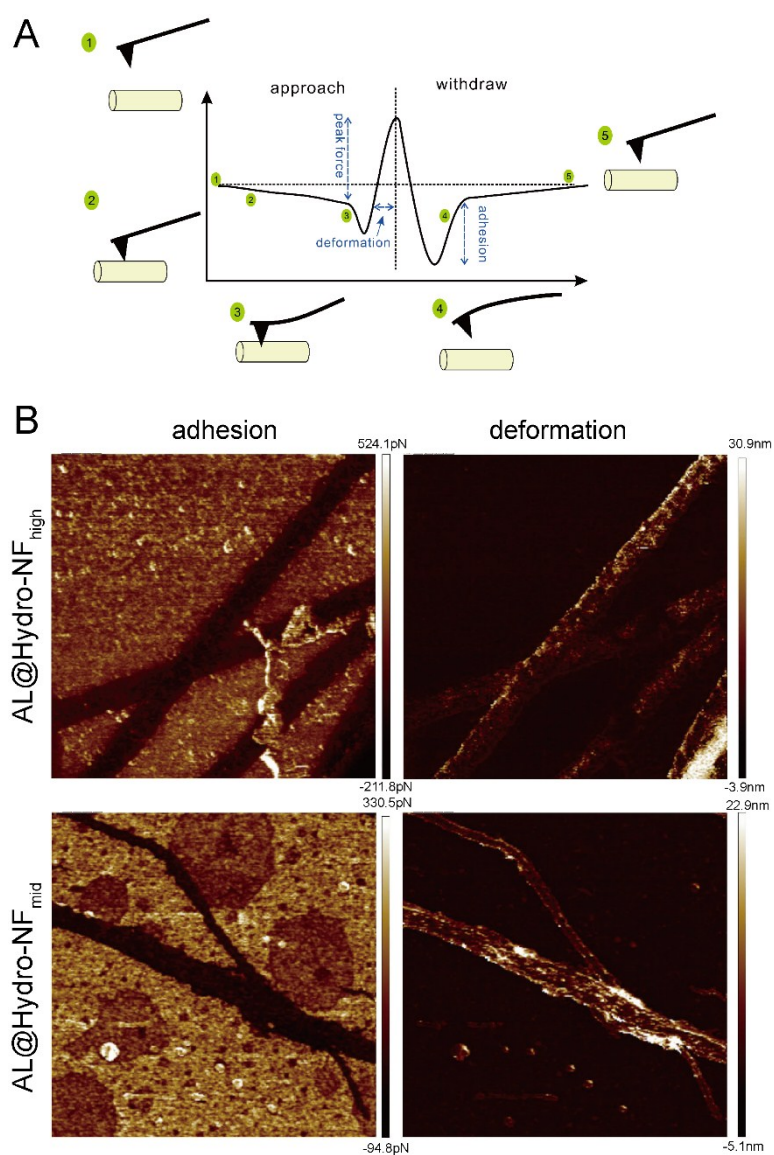 A
1
approach withdraw
peak force
5
1
5
2
2
3
4
deformation
adhesion
3
4
B
adhesion deformation
524.1pN
30.9nm
AL@Hydro-NFhigh
-211.8pN
-3.9nm
330.5pN
22.9nm
AL@Hydro-NFmid
-94.8pN
-5.1nm